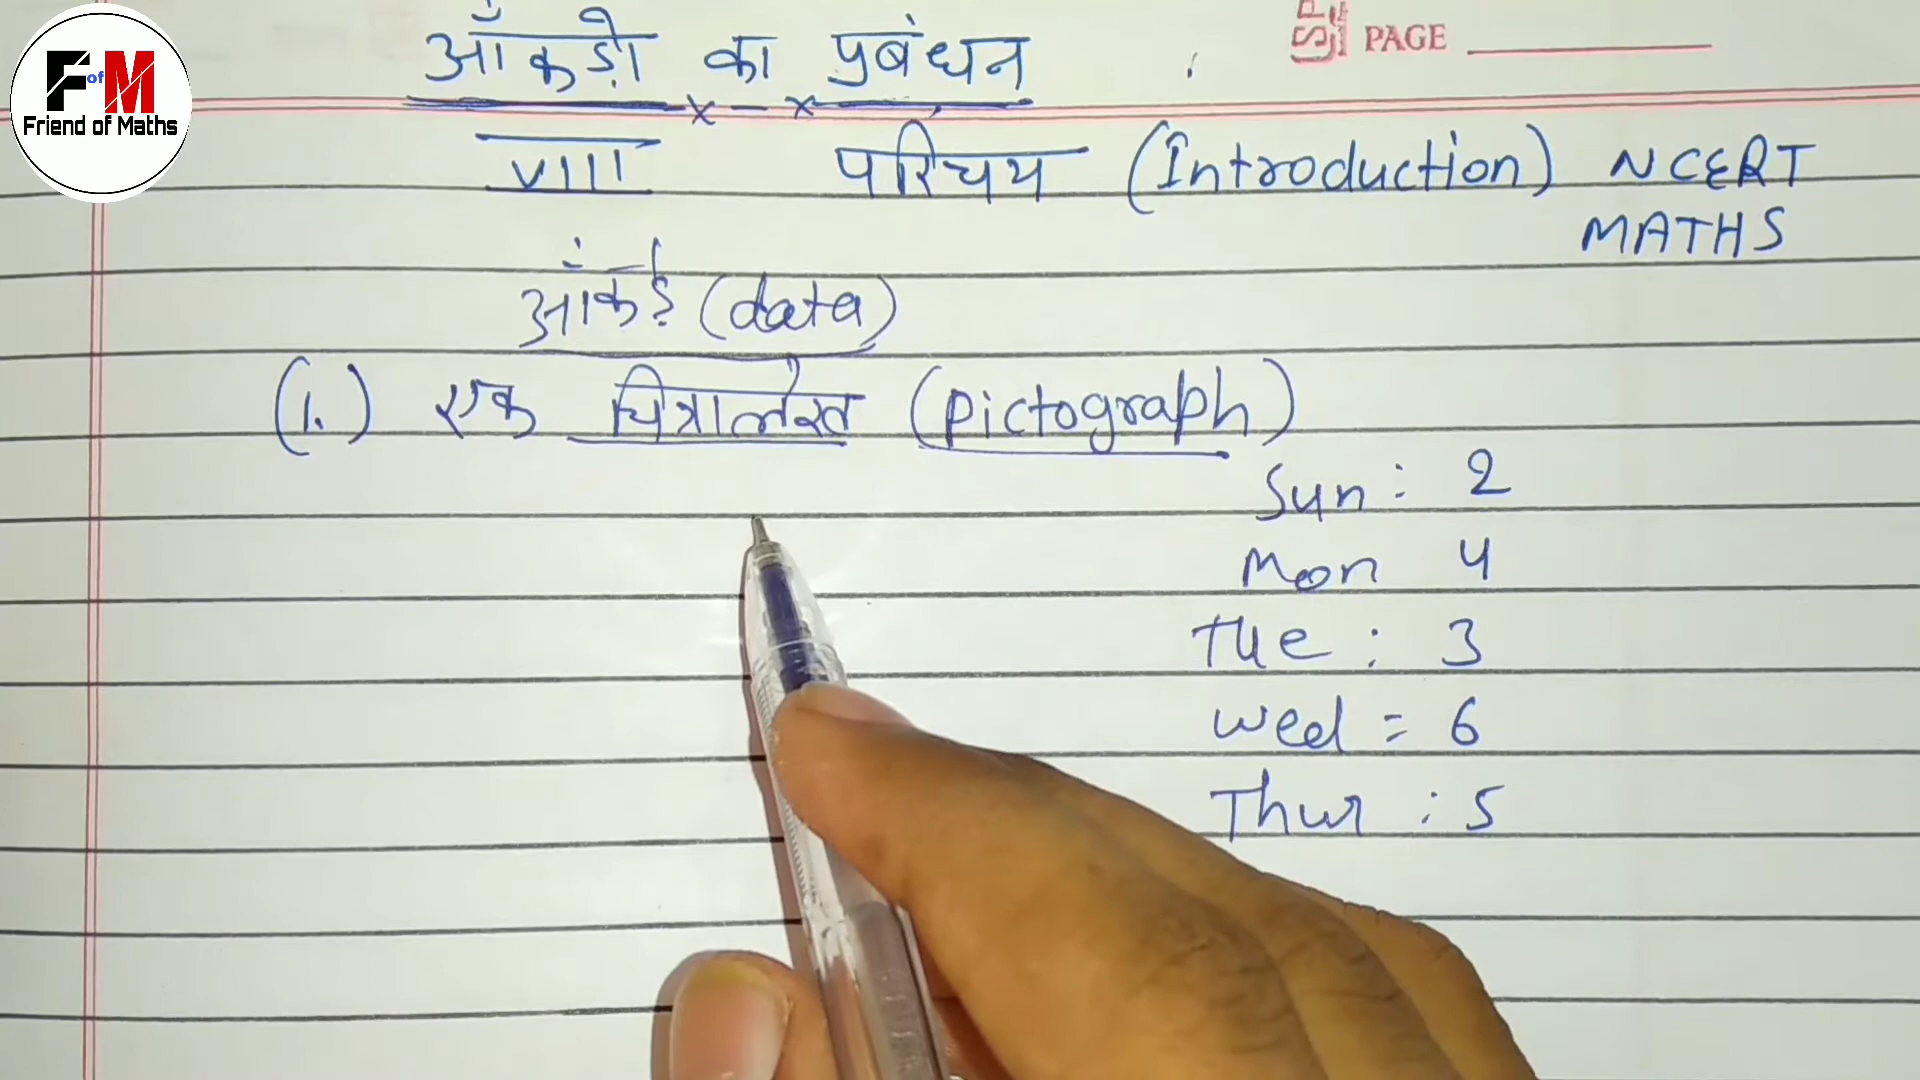 F of M
Friend of Maths
PAGE
आँकड़ो का प्रबंधन
VIII परिचय (Introduction) NCERT
MATHS
आंकड़े (data)
(1.) एक चित्रालेख (pictograph)
Sun : 2
Mon 4
Tue : 3
Wed = 6
Thur : 5